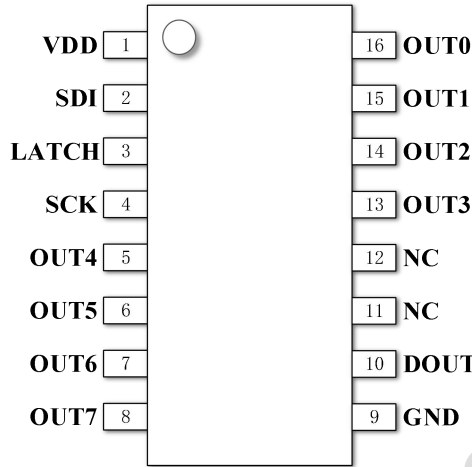 VDD 1 16 OUT0
SDI 2 15 OUT1
LATCH 3 14 OUT2
SCK 4 13 OUT3
OUT4 5 12 NC
OUT5 6 11 NC
OUT6 7 10 DOUT
OUT7 8 9 GND